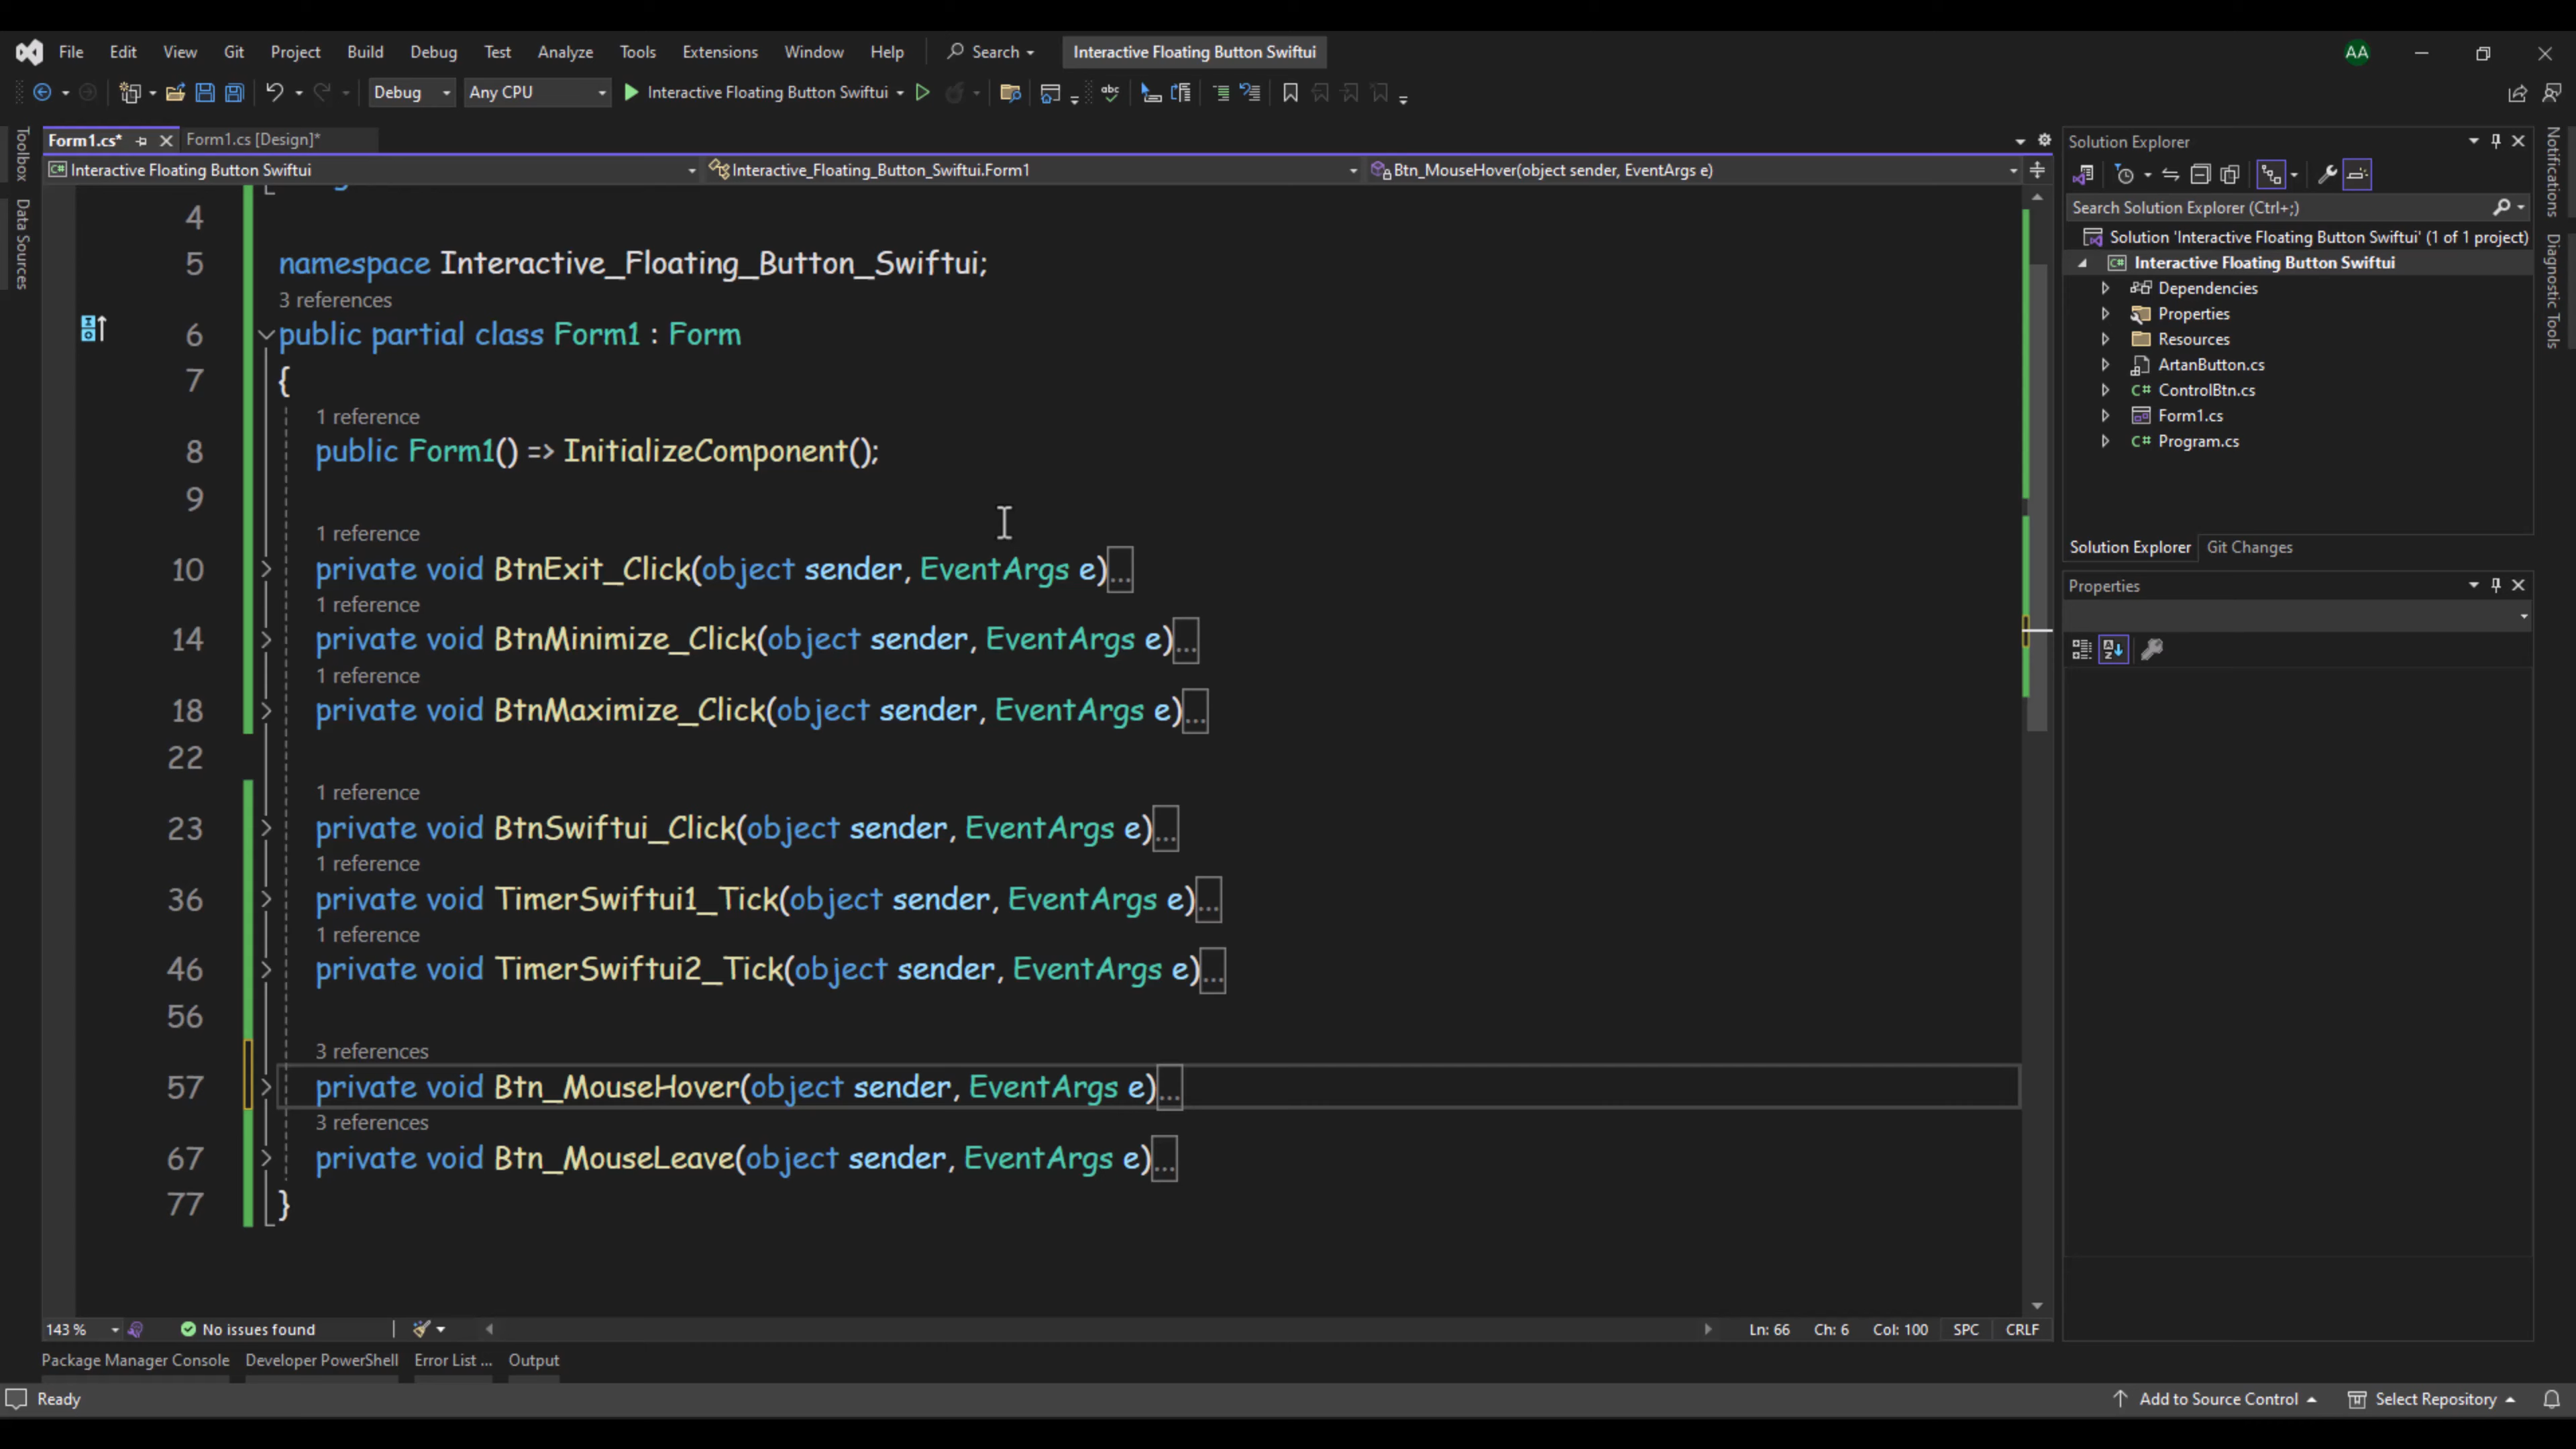 File Edit View Git Project Build Debug Test Analyze Tools Extensions Window Help Search Interactive Floating Button Swiftui AA
Debug Any CPU Interactive Floating Button Swiftui
Form1.cs* Form1.cs [Design]*
Interactive Floating Button Swiftui Interactive_Floating_Button_Swiftui.Form1 Btn_MouseHover(object sender, EventArgs e)
Toolbox
Data Sources
4
5 namespace Interactive_Floating_Button_Swiftui;
3 references
6 public partial class Form1 : Form
7 {
1 reference
8 public Form1() => InitializeComponent();
9
1 reference
10 private void BtnExit_Click(object sender, EventArgs e)...
1 reference
14 private void BtnMinimize_Click(object sender, EventArgs e)...
1 reference
18 private void BtnMaximize_Click(object sender, EventArgs e)...
22
1 reference
23 private void BtnSwiftui_Click(object sender, EventArgs e)...
1 reference
36 private void TimerSwiftui1_Tick(object sender, EventArgs e)...
1 reference
46 private void TimerSwiftui2_Tick(object sender, EventArgs e)...
56
3 references
57 private void Btn_MouseHover(object sender, EventArgs e)...
3 references
67 private void Btn_MouseLeave(object sender, EventArgs e)...
77 }
143 % No issues found Ln: 66 Ch: 6 Col: 100 SPC CRLF
Package Manager Console Developer PowerShell Error List ... Output
Solution Explorer
Search Solution Explorer (Ctrl+;)
Solution 'Interactive Floating Button Swiftui' (1 of 1 project)
Interactive Floating Button Swiftui
Dependencies
Properties
Resources
ArtanButton.cs
ControlBtn.cs
Form1.cs
Program.cs
Solution Explorer Git Changes
Properties
Notifications
Diagnostic Tools
Ready Add to Source Control Select Repository